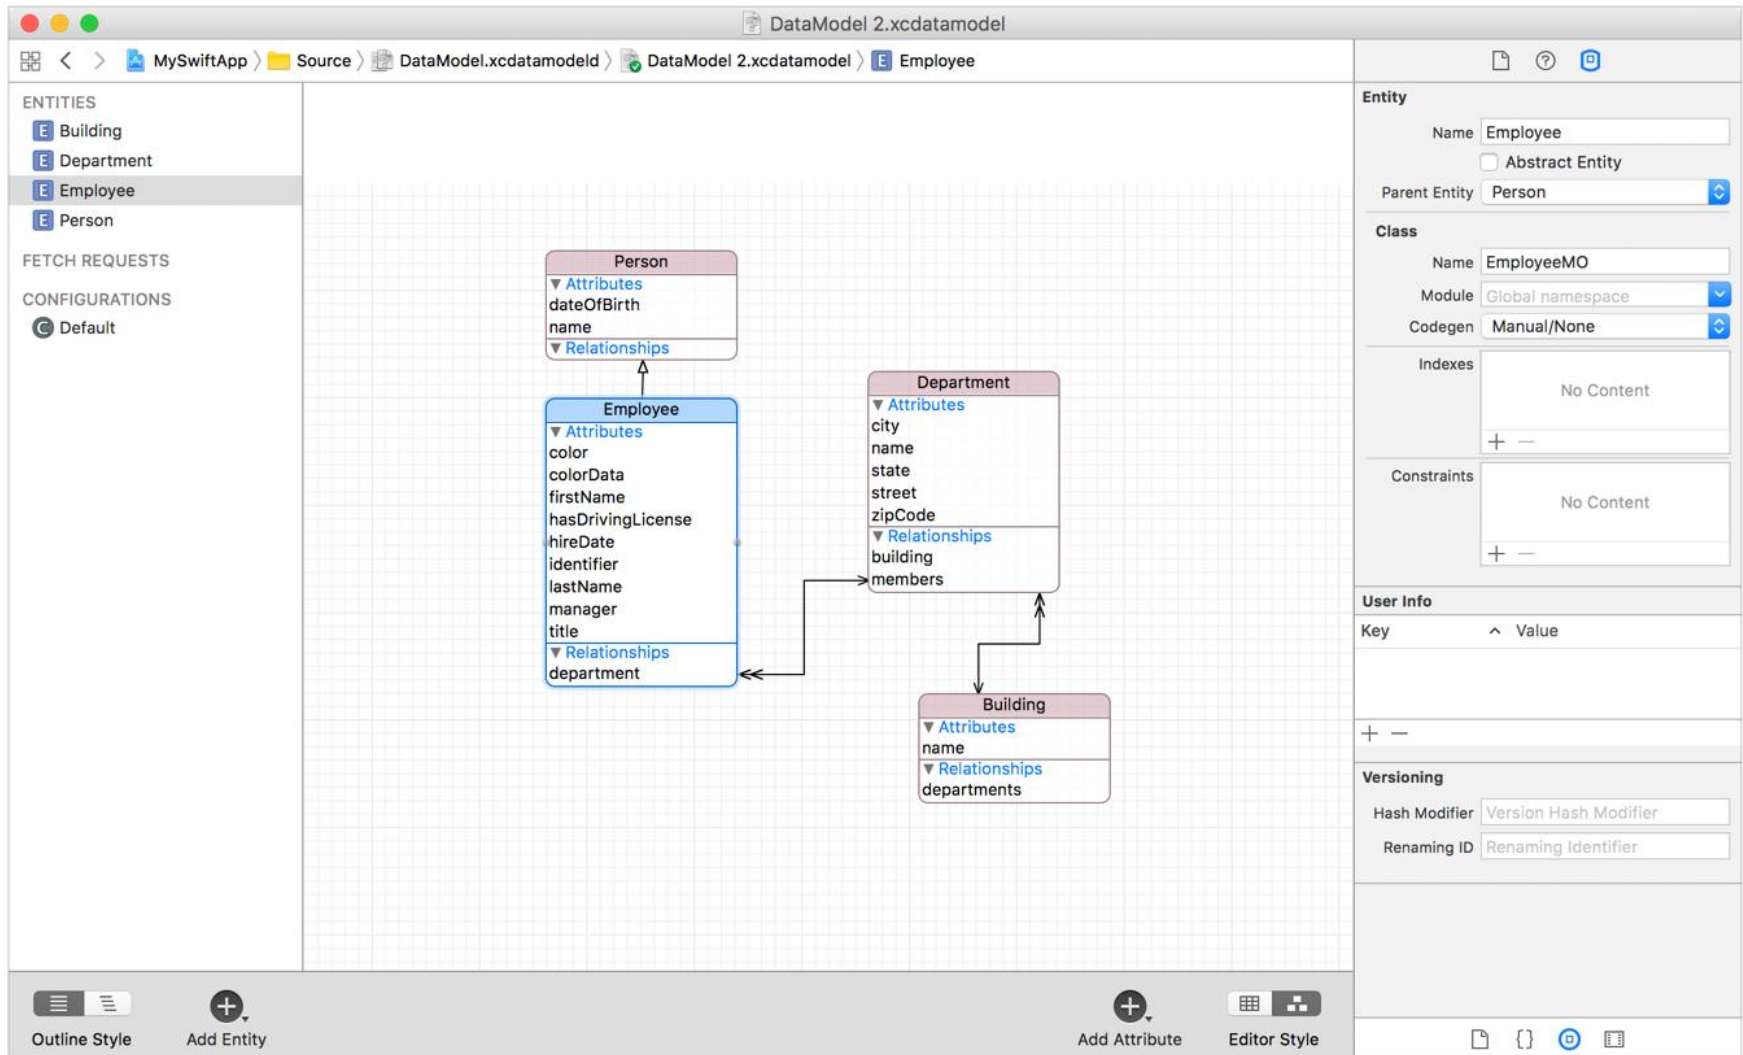 DataModel 2.xcdatamodel
MySwiftApp Source DataModel.xcdatamodeld DataModel 2.xcdatamodel E Employee
ENTITIES
E Building
E Department
E Employee
E Person
FETCH REQUESTS
CONFIGURATIONS
C Default
Person
Attributes
dateOfBirth
name
Relationships
Employee
Attributes
color
colorData
firstName
hasDrivingLicense
hireDate
identifier
lastName
manager
title
Relationships
department
Department
Attributes
city
name
state
street
zipCode
Relationships
building
members
Building
Attributes
name
Relationships
departments
Entity
Name Employee
Abstract Entity
Parent Entity Person
Class
Name EmployeeMO
Module Global namespace
Codegen Manual/None
Indexes
No Content
Constraints
No Content
User Info
Key Value
Versioning
Hash Modifier Version Hash Modifier
Renaming ID Renaming Identifier
Outline Style Add Entity Add Attribute Editor Style